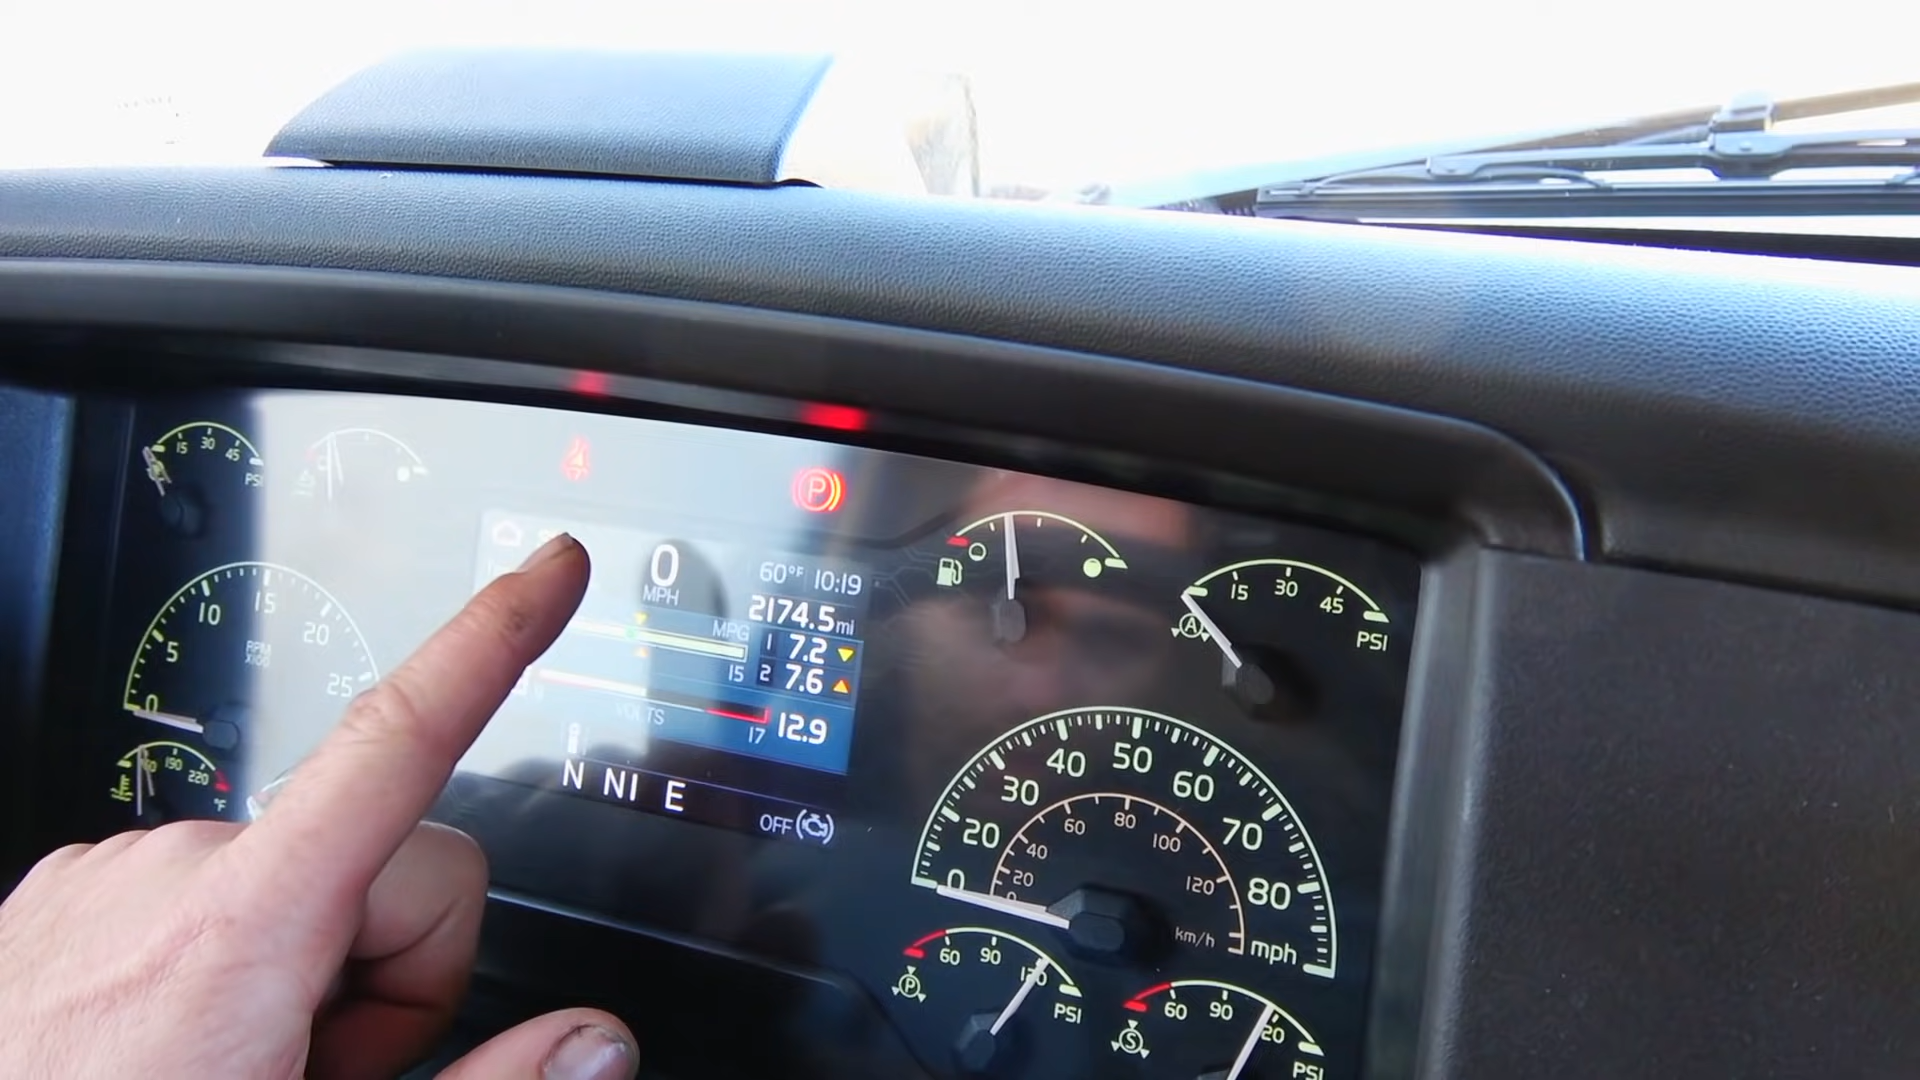 15 30 45
PSI
5 10 15 20 25
RPM
X100
0
190 220
°F
P
0
MPH
60°F 10:19
2174.5 mi
MPG
1 7.2
15 2 7.6
VOLTS
17 12.9
N NI E
OFF
15 30 45
A
PSI
0 20 30 40 50 60 70 80
mph
0 20 40 60 80 100 120
km/h
60 90 120
P
PSI
60 90 120
S
PSI